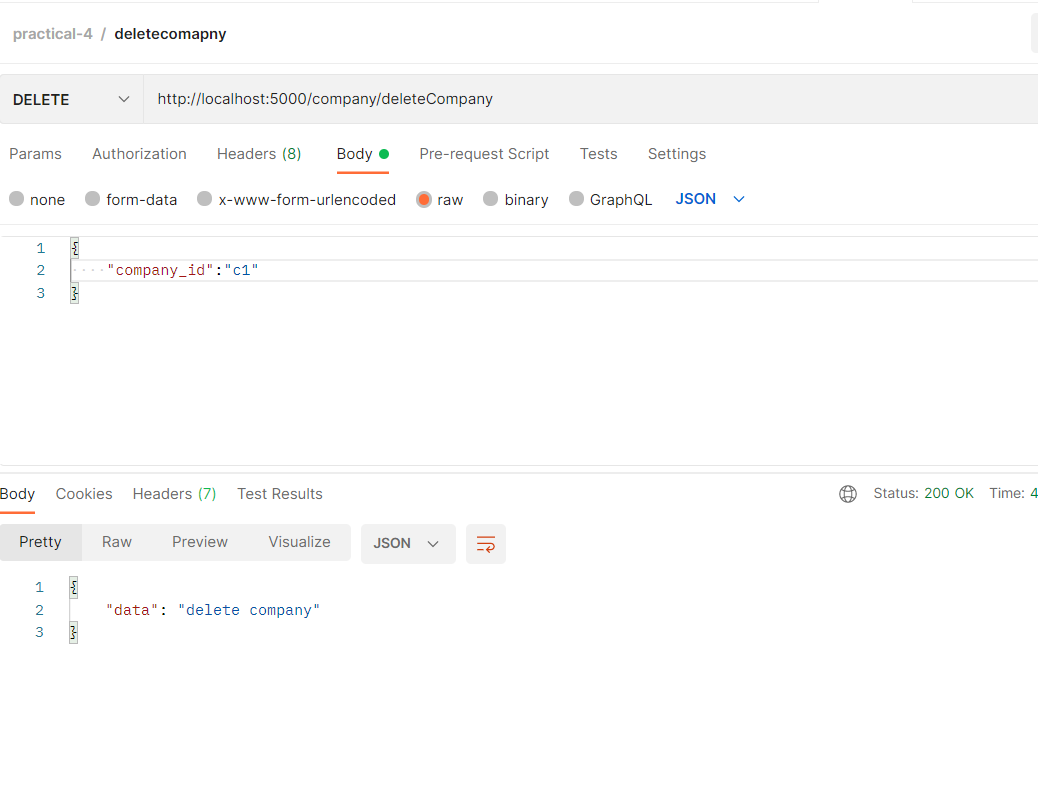 practical-4 / deletecomapny
DELETE http://localhost:5000/company/deleteCompany
Params Authorization Headers (8) Body Pre-request Script Tests Settings
none form-data x-www-form-urlencoded raw binary GraphQL JSON
1 {
2 "company_id":"c1"
3 }
Body Cookies Headers (7) Test Results Status: 200 OK Time: 4
Pretty Raw Preview Visualize JSON
1 {
2 "data": "delete company"
3 }